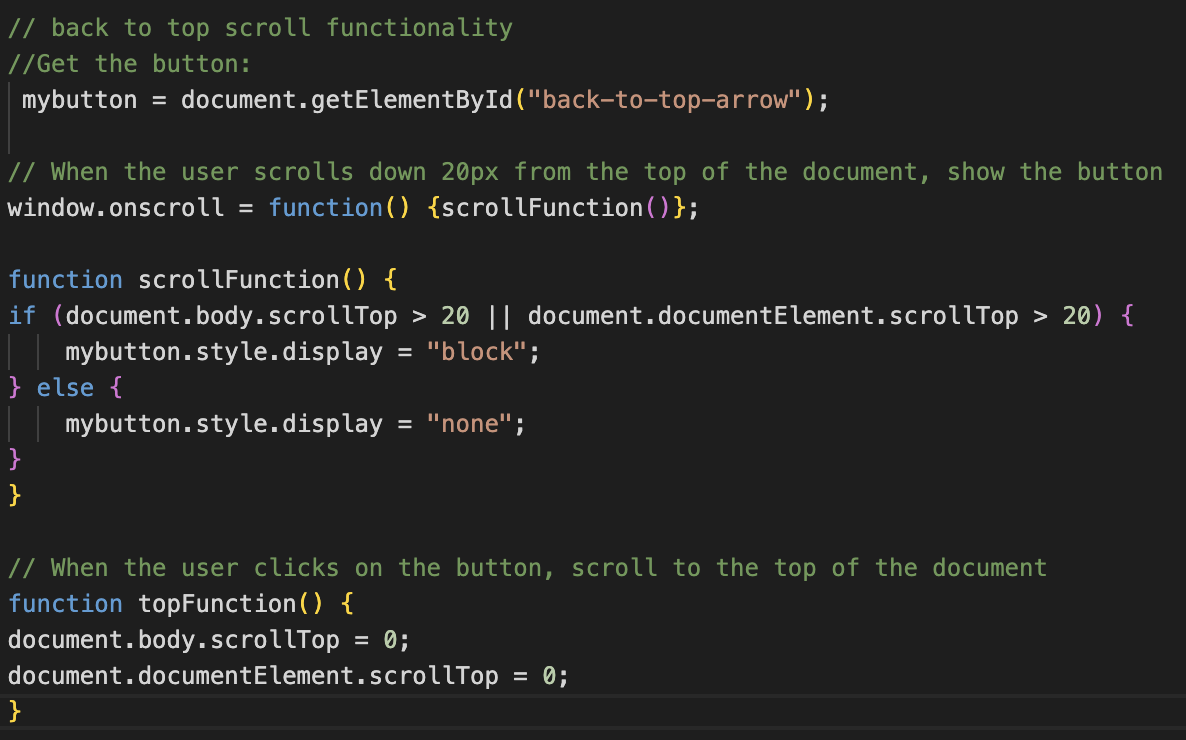 // back to top scroll functionality
//Get the button:
 mybutton = document.getElementById("back-to-top-arrow");

// When the user scrolls down 20px from the top of the document, show the button
window.onscroll = function() {scrollFunction()};

function scrollFunction() {
if (document.body.scrollTop > 20 || document.documentElement.scrollTop > 20) {
    mybutton.style.display = "block";
} else {
    mybutton.style.display = "none";
}
}

// When the user clicks on the button, scroll to the top of the document
function topFunction() {
document.body.scrollTop = 0;
document.documentElement.scrollTop = 0;
}